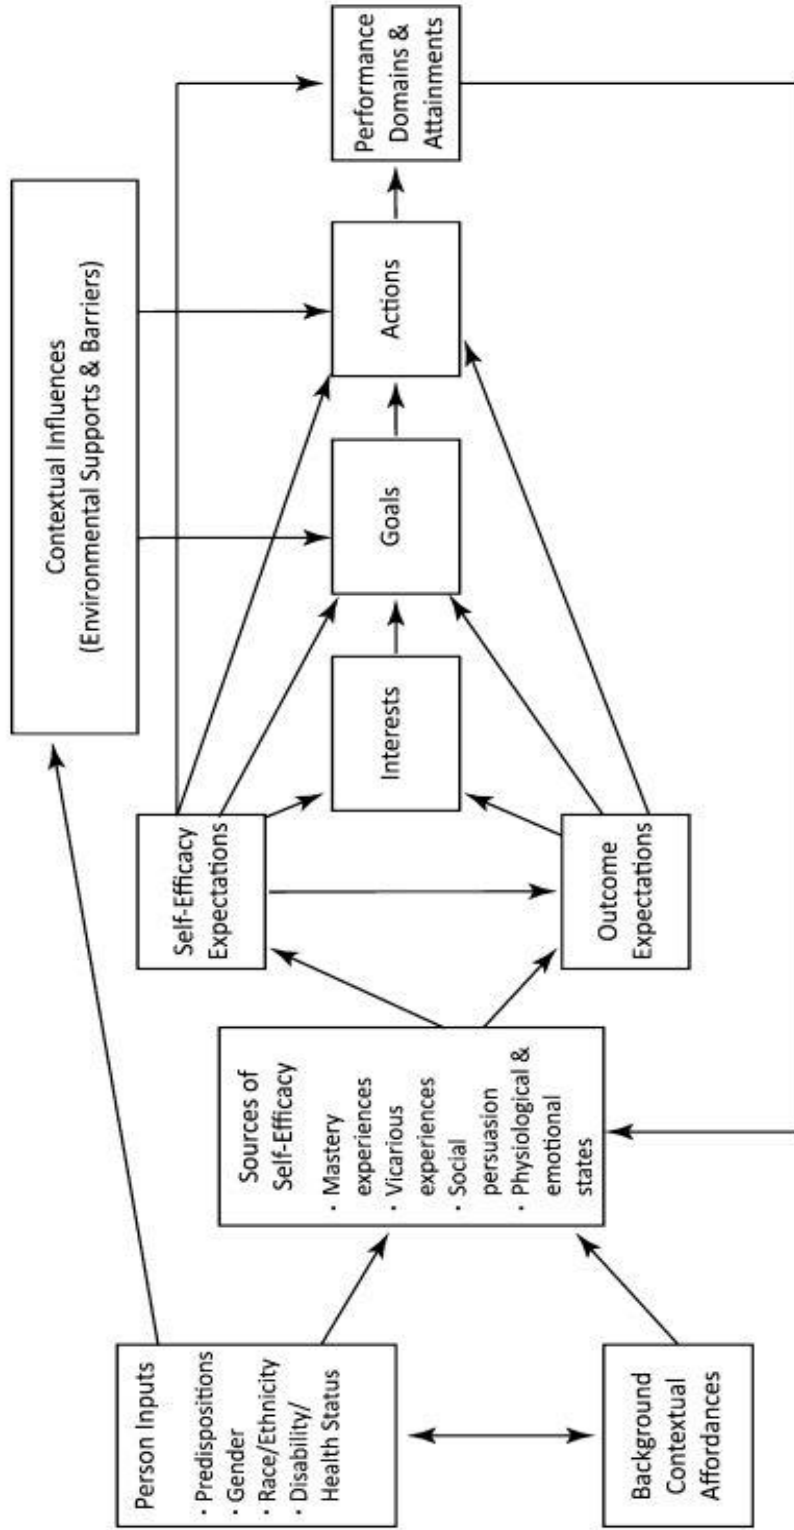 Person Inputs
· Predispositions
· Gender
· Race/Ethnicity
· Disability/
Health Status
Background
Contextual
Affordances
Sources of
Self-Efficacy
· Mastery
experiences
· Vicarious
experiences
· Social
persuasion
· Physiological &
emotional
states
Self-Efficacy
Expectations
Outcome
Expectations
Interests
Goals
Actions
Contextual Influences
(Environmental Supports & Barriers)
Performance
Domains &
Attainments